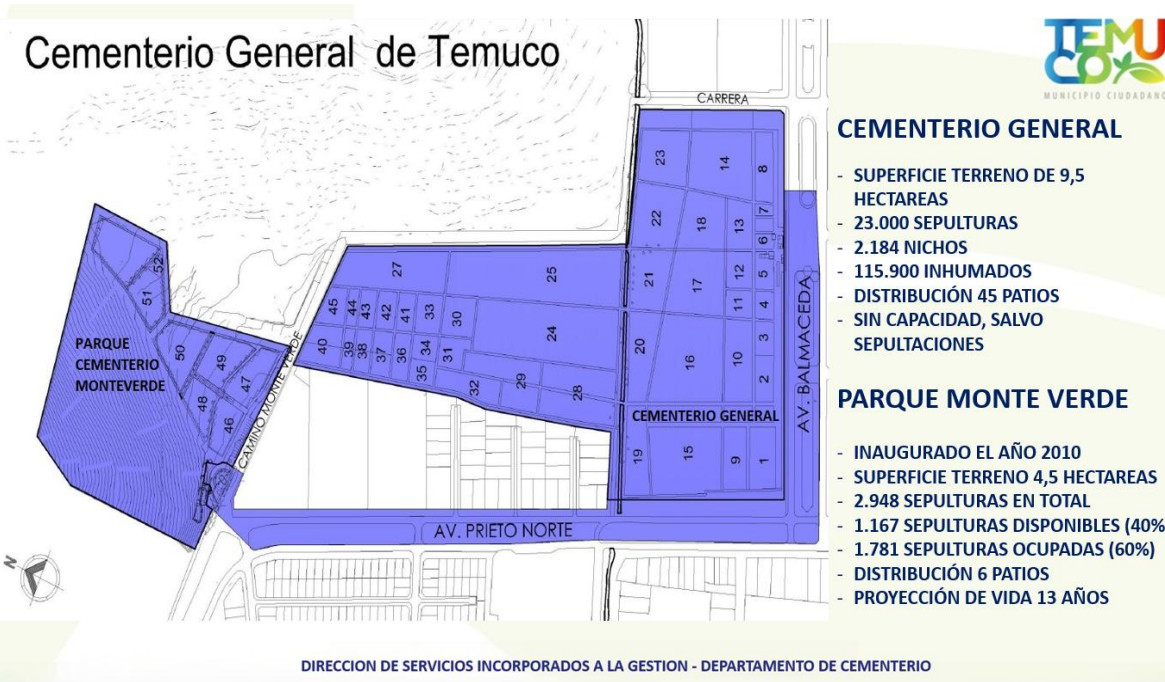 Cementerio General de Temuco
TEMU
CO
MUNICIPIO CIUDADANO
CARRERA
23
14
8
22
18
13
7
6
21
17
12
5
11
4
20
16
10
3
2
19
15
9
1
CEMENTERIO GENERAL
AV. BALMACEDA
27
25
45
44
43
42
41
33
30
24
40
39
38
37
36
34
35
31
32
29
28
52
51
50
49
48
47
46
PARQUE
CEMENTERIO
MONTEVERDE
CAMINO MONTE VERDE
AV. PRIETO NORTE
N
CEMENTERIO GENERAL
- SUPERFICIE TERRENO DE 9,5
HECTAREAS
- 23.000 SEPULTURAS
- 2.184 NICHOS
- 115.900 INHUMADOS
- DISTRIBUCIÓN 45 PATIOS
- SIN CAPACIDAD, SALVO
SEPULTACIONES
PARQUE MONTE VERDE
- INAUGURADO EL AÑO 2010
- SUPERFICIE TERRENO 4,5 HECTAREAS
- 2.948 SEPULTURAS EN TOTAL
- 1.167 SEPULTURAS DISPONIBLES (40%
- 1.781 SEPULTURAS OCUPADAS (60%)
- DISTRIBUCIÓN 6 PATIOS
- PROYECCIÓN DE VIDA 13 AÑOS
DIRECCION DE SERVICIOS INCORPORADOS A LA GESTION - DEPARTAMENTO DE CEMENTERIO